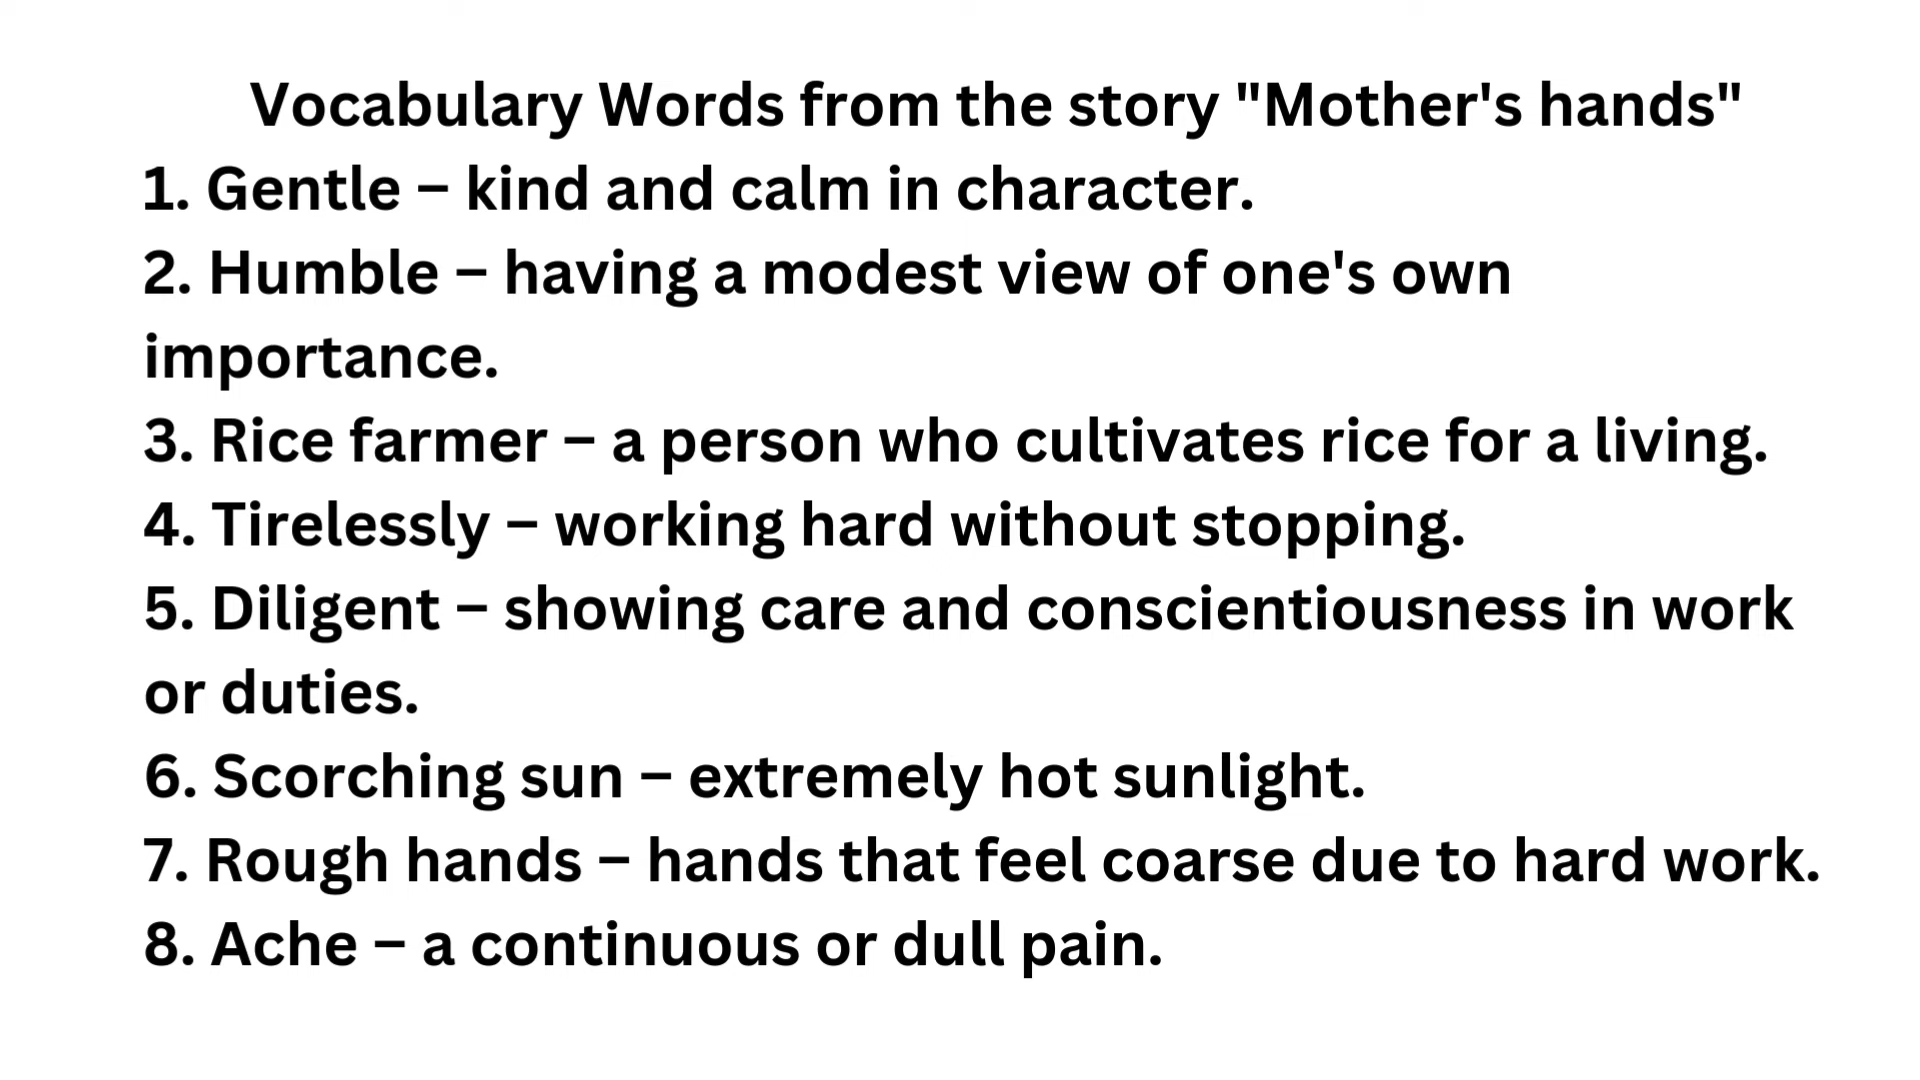 Vocabulary Words from the story "Mother's hands"
1. Gentle – kind and calm in character.
2. Humble – having a modest view of one's own
importance.
3. Rice farmer – a person who cultivates rice for a living.
4. Tirelessly – working hard without stopping.
5. Diligent – showing care and conscientiousness in work
or duties.
6. Scorching sun – extremely hot sunlight.
7. Rough hands – hands that feel coarse due to hard work.
8. Ache – a continuous or dull pain.